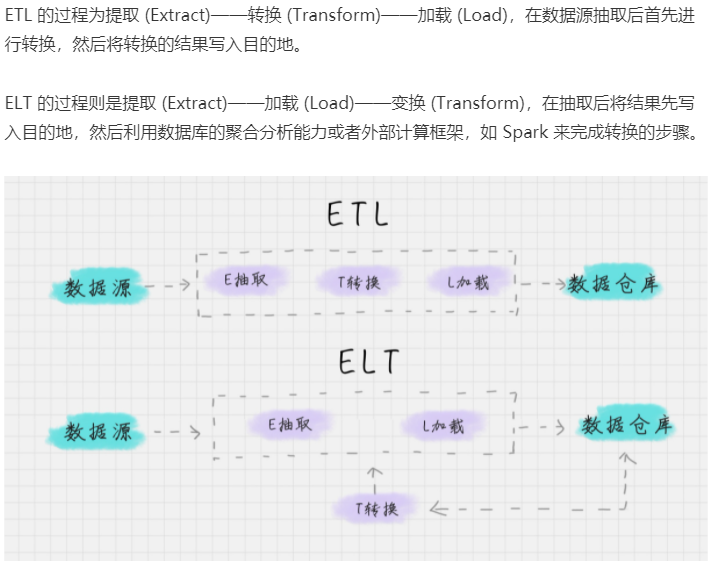 ETL 的过程为提取 (Extract)——转换 (Transform)——加载 (Load)，在数据源抽取后首先进
行转换，然后将转换的结果写入目的地。
ELT 的过程则是提取 (Extract)——加载 (Load)——变换 (Transform)，在抽取后将结果先写
入目的地，然后利用数据库的聚合分析能力或者外部计算框架，如 Spark 来完成转换的步骤。
ETL
数据源
E抽取
T转换
L加载
数据仓库
ELT
数据源
E抽取
L加载
数据仓库
T转换